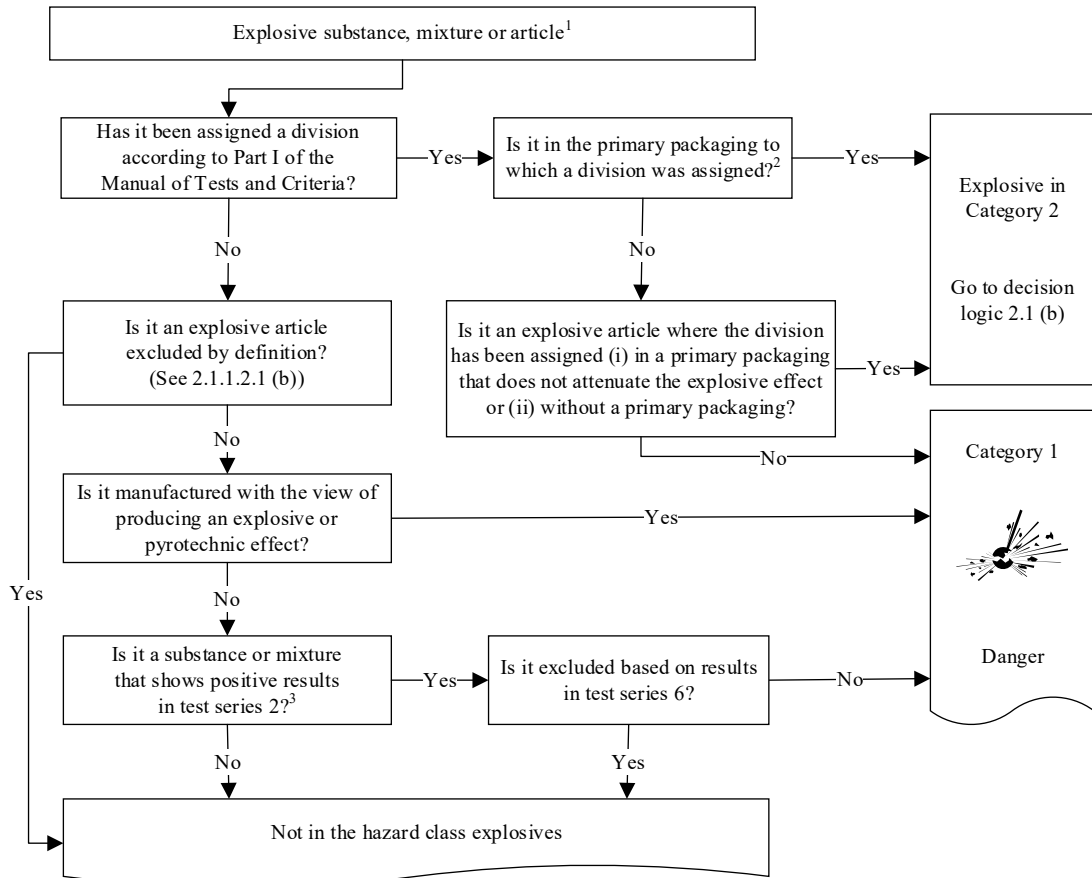 Explosive substance, mixture or article¹
Has it been assigned a division
according to Part I of the
Manual of Tests and Criteria?
Yes
Is it in the primary packaging to
which a division was assigned?²
Yes
Explosive in
Category 2
Go to decision
logic 2.1 (b)
No
No
Is it an explosive article
excluded by definition?
(See 2.1.1.2.1 (b))
Is it an explosive article where the division
has been assigned (i) in a primary packaging
that does not attenuate the explosive effect
or (ii) without a primary packaging?
Yes
No
No
Category 1
Is it manufactured with the view of
producing an explosive or
pyrotechnic effect?
Yes
Yes
No
Is it a substance or mixture
that shows positive results
in test series 2?³
Yes
Is it excluded based on results
in test series 6?
No
Danger
No
Yes
Not in the hazard class explosives